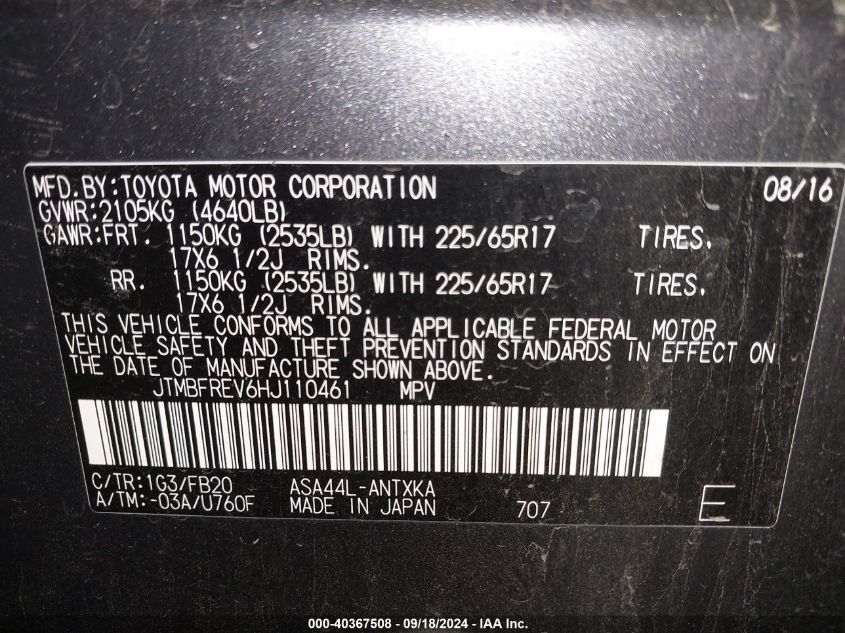 MFD.BY:TOYOTA MOTOR CORPORATION 08/16
GVWR:2105KG (4640LB)
GAWR:FRT. 1150KG (2535LB) WITH 225/65R17 TIRES,
17X6 1/2J RIMS.
RR. 1150KG (2535LB) WITH 225/65R17 TIRES,
17X6 1/2J RIMS.
THIS VEHICLE CONFORMS TO ALL APPLICABLE FEDERAL MOTOR
VEHICLE SAFETY AND THEFT PREVENTION STANDARDS IN EFFECT ON
THE DATE OF MANUFACTURE SHOWN ABOVE.
JTMBFREV6HJ110461 MPV
C/TR:1G3/FB20 ASA44L-ANTXKA
A/TM:-03A/U760F MADE IN JAPAN 707 E
000-40367508 - 09/18/2024 - IAA Inc.